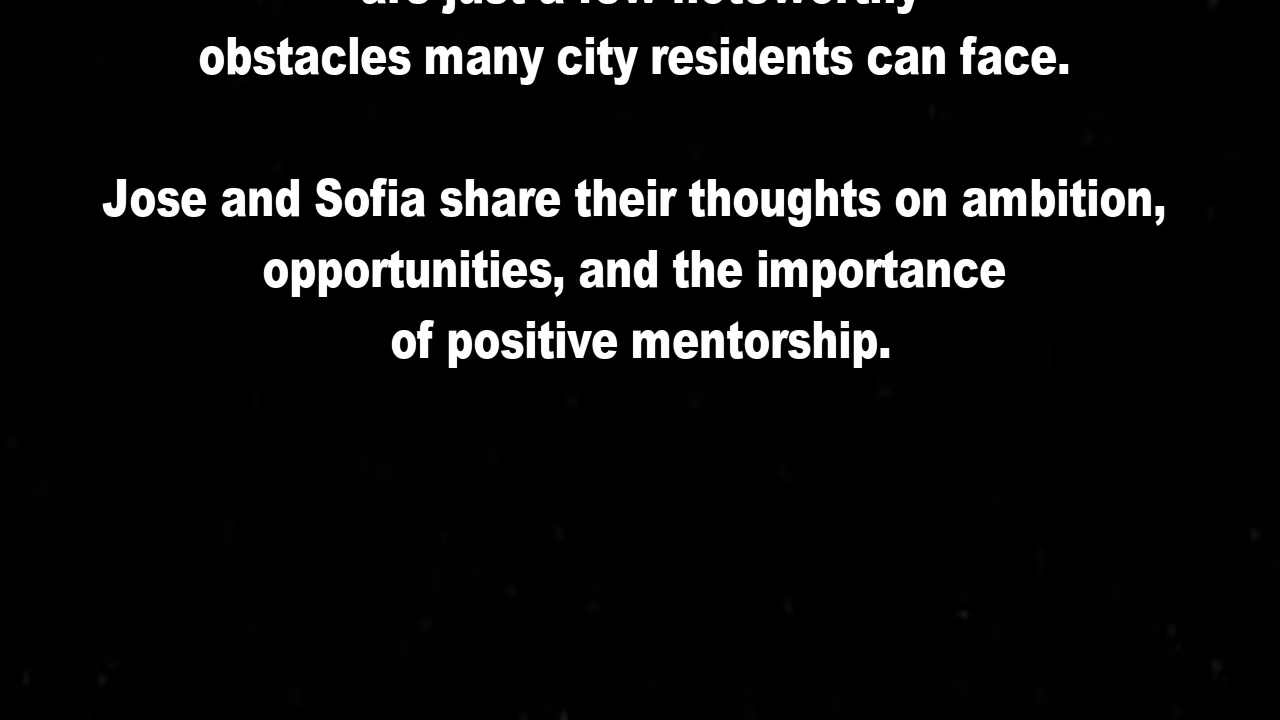 are just a few noteworthy
obstacles many city residents can face.
Jose and Sofia share their thoughts on ambition,
opportunities, and the importance
of positive mentorship.